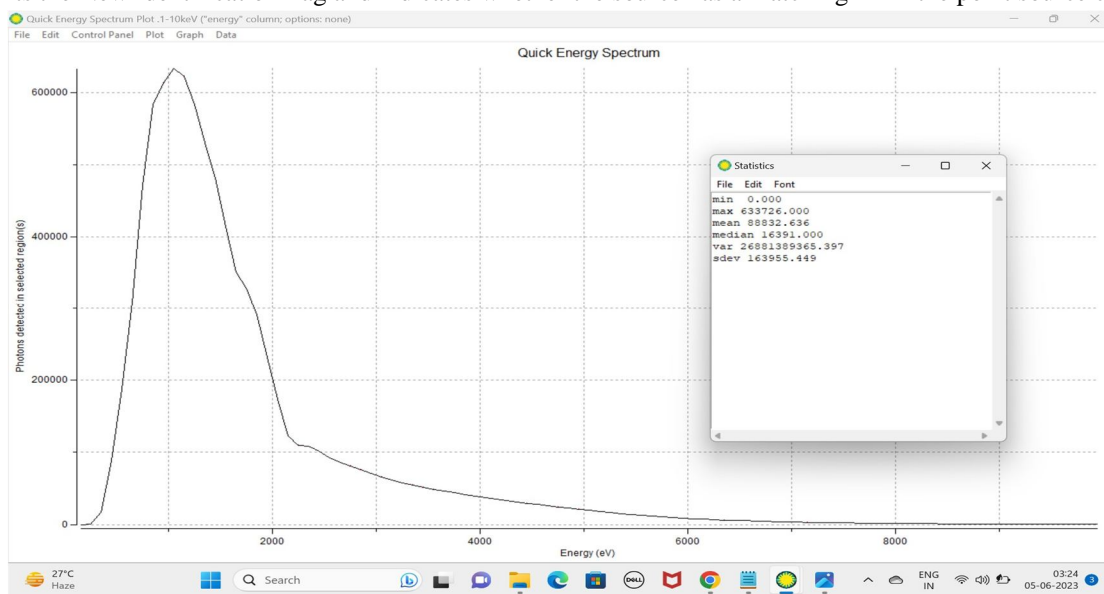 Quick Energy Spectrum Plot .1-10keV ("energy" column; options: none)
File Edit Control Panel Plot Graph Data
Quick Energy Spectrum
600000
400000
200000
0
Photons detected in selected region(s)
2000 4000 6000 8000
Energy (eV)
Statistics
File Edit Font
min 0.000
max 633726.000
mean 88832.636
median 16391.000
var 26881389365.397
sdev 163955.449
27°C
Haze
Search
DELL
ENG
IN
03:24
05-06-2023
3